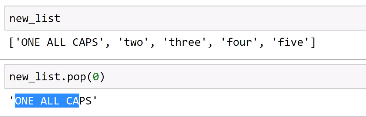 new_list
['ONE ALL CAPS', 'two', 'three', 'four', 'five']
new_list.pop(0)
'ONE ALL CAPS'